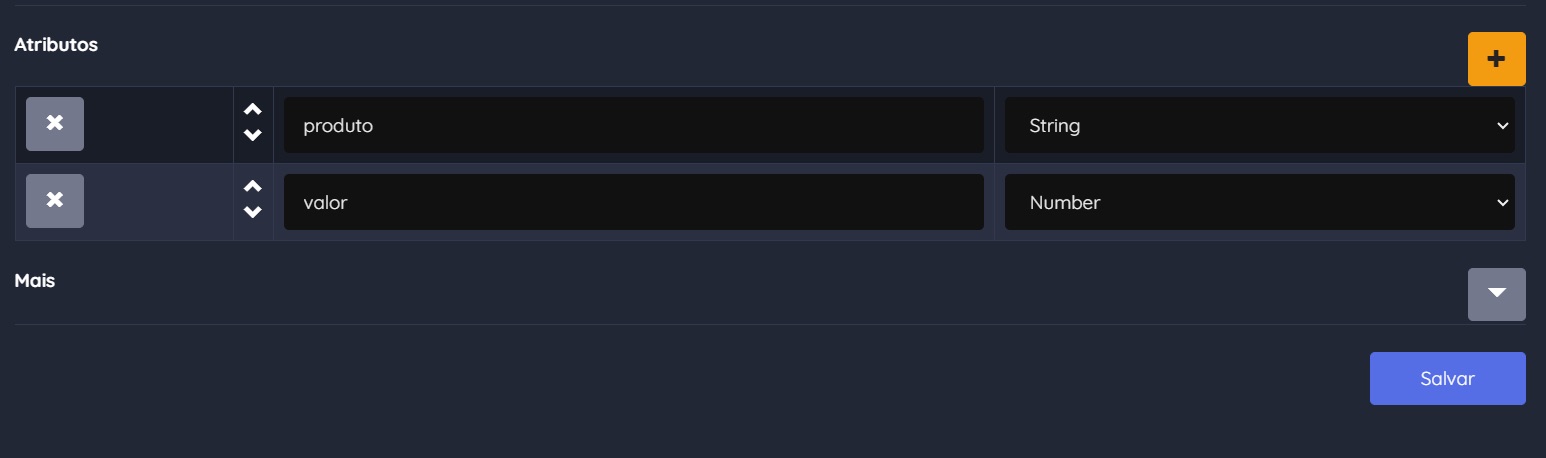 Atributos
produto
String
valor
Number
Mais
Salvar